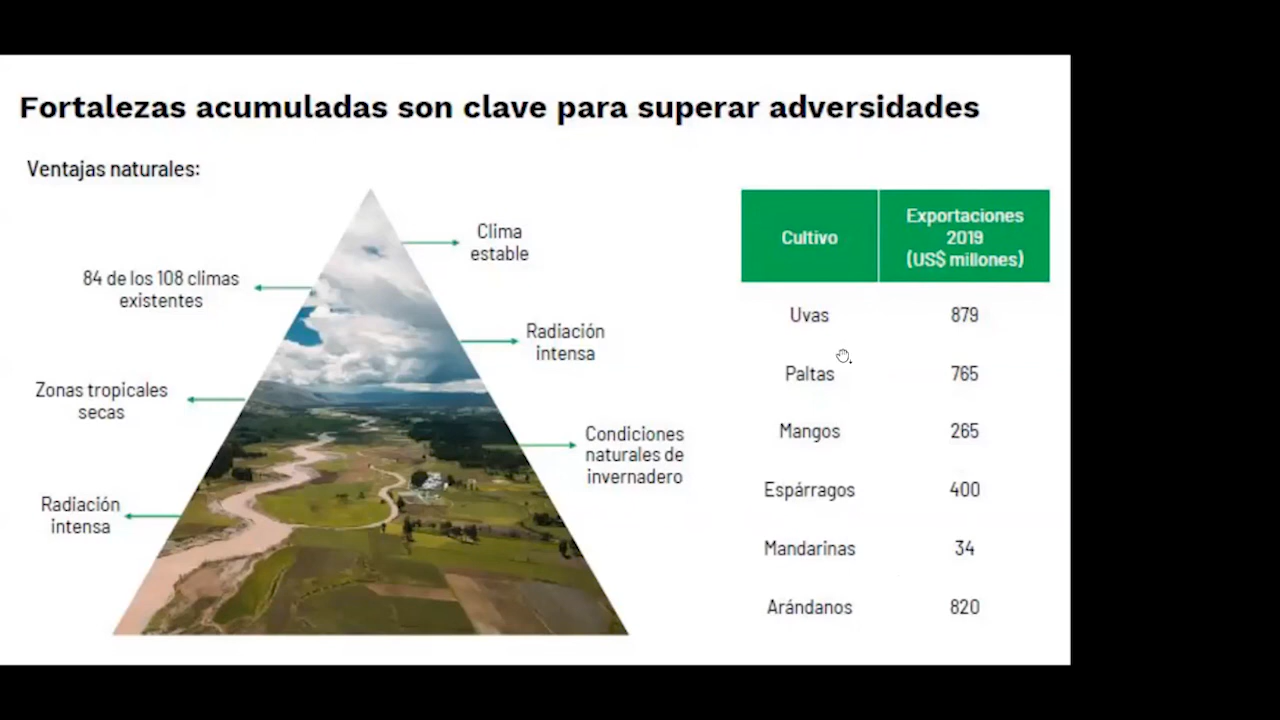 Fortalezas acumuladas son clave para superar adversidades
Ventajas naturales:
Clima
estable
84 de los 108 climas
existentes
Radiación
intensa
Zonas tropicales
secas
Condiciones
naturales de
invernadero
Radiación
intensa
Cultivo
Exportaciones
2019
(US$ millones)
Uvas 879
Paltas 765
Mangos 265
Espárragos 400
Mandarinas 34
Arándanos 820